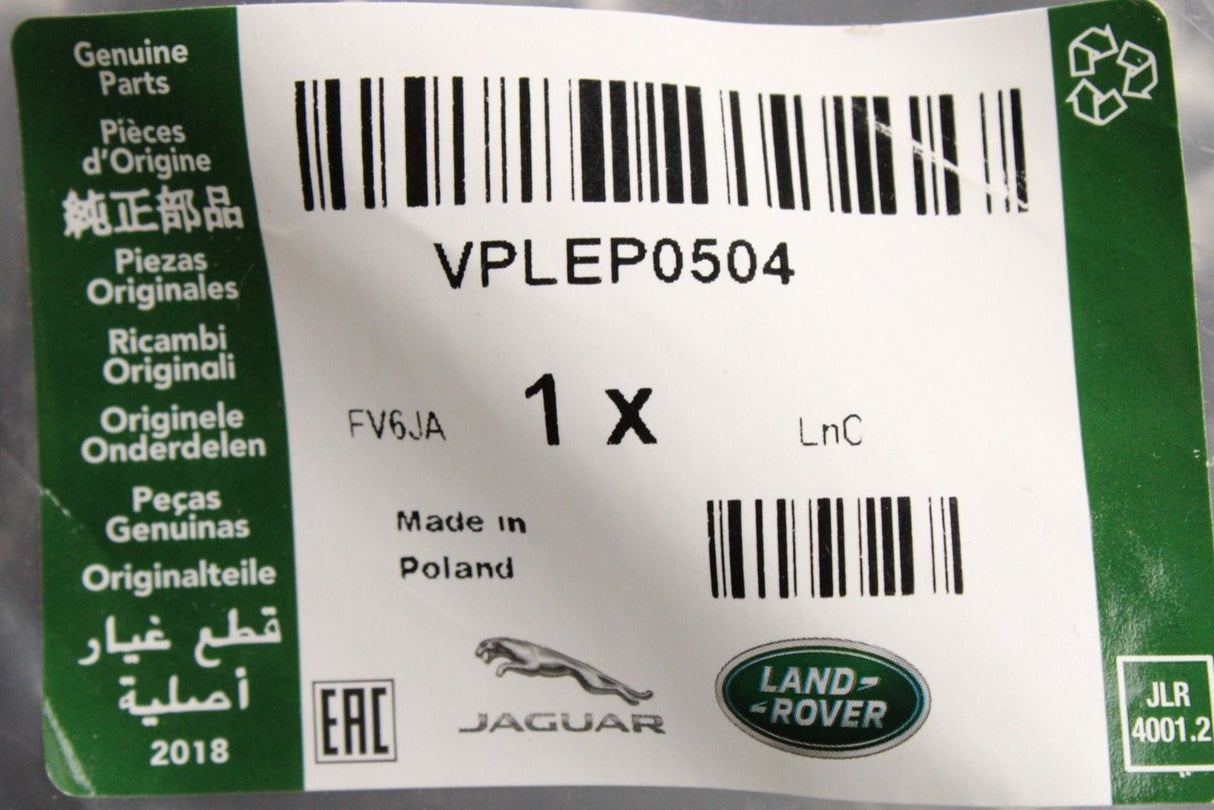 Genuine
Parts
Pièces
d'Origine
純正部品
Piezas
Originales
Ricambi
Originali
Originele
Onderdelen
Peças
Genuinas
Originalteile
قطع غيار
أصلية
2018
VPLEP0504
FV6JA
1 x
LnC
Made in
Poland
EAC
JAGUAR
LAND-
-ROVER
JLR
4001.2